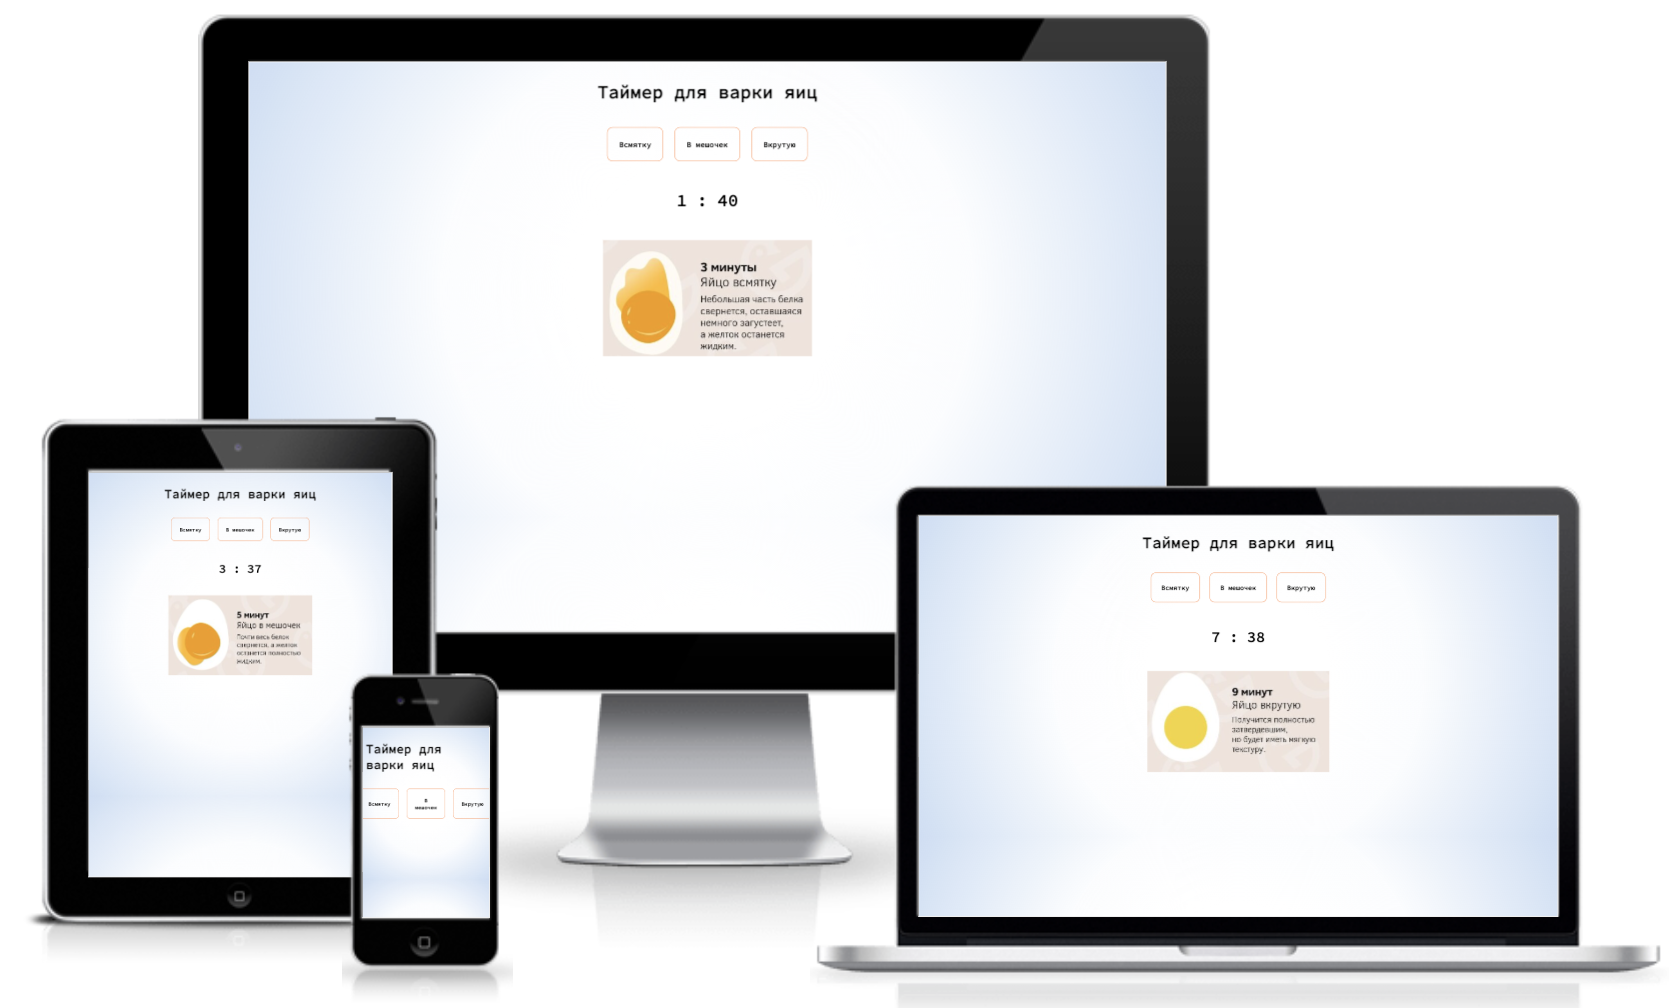 Таймер для варки яиц
Всмятку
В мешочек
Вкрутую
1 : 40
3 минуты
Яйцо всмятку
Небольшая часть белка
свернется, оставшаяся
немного загустеет,
а желток останется
жидким.
Таймер для варки яиц
Всмятку
В мешочек
Вкрутую
3 : 37
5 минут
Яйцо в мешочек
Почти весь белок
свернется, а желток
останется полностью
жидким.
Таймер для
варки яиц
Всмятку
В
мешочек
Вкрутую
Таймер для варки яиц
Всмятку
В мешочек
Вкрутую
7 : 38
9 минут
Яйцо вкрутую
Получится полностью
затвердевшим,
но будет иметь мягкую
текстуру.